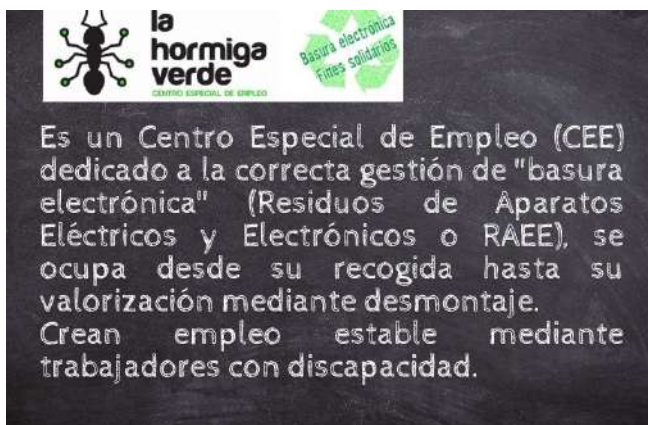 la
hormiga
verde
CENTRO ESPECIAL DE EMPLEO
Basura electrónica
Fines solidarios
Es un Centro Especial de Empleo (CEE)
dedicado a la correcta gestión de "basura
electrónica" (Residuos de Aparatos
Eléctricos y Electrónicos o RAEE), se
ocupa desde su recogida hasta su
valorización mediante desmontaje.
Crean empleo estable mediante
trabajadores con discapacidad.